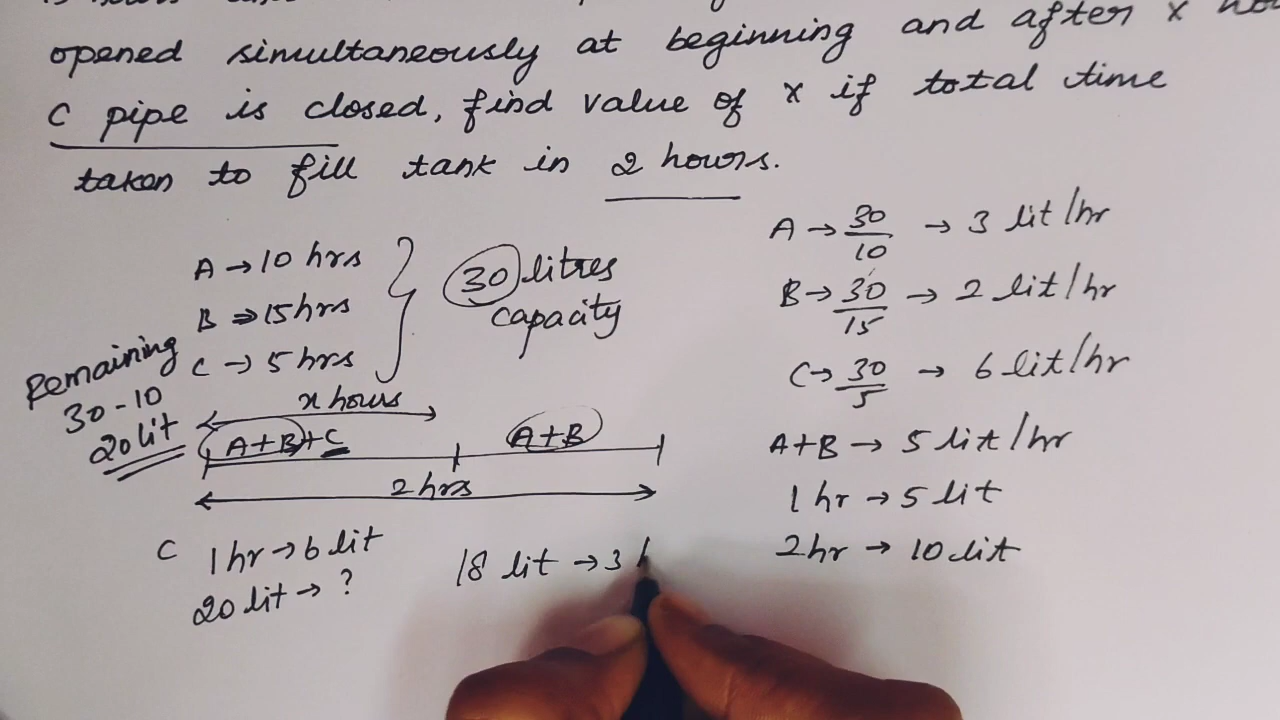 opened simultaneously at beginning and after x
C pipe is closed, find value of x if total time
taken to fill tank in 2 hours.
A → 10 hrs
B ⇒ 15 hrs
C → 5 hrs
30 litres
capacity
Remaining
30 - 10
20 lit
x hours
A+B+C
A+B
2 hrs
C 1 hr → 6 lit
20 lit → ?
18 lit → 3 h
A → 30/10 → 3 lit/hr
B → 30/15 → 2 lit/hr
C → 30/5 → 6 lit/hr
A+B → 5 lit/hr
1 hr → 5 lit
2 hr → 10 lit